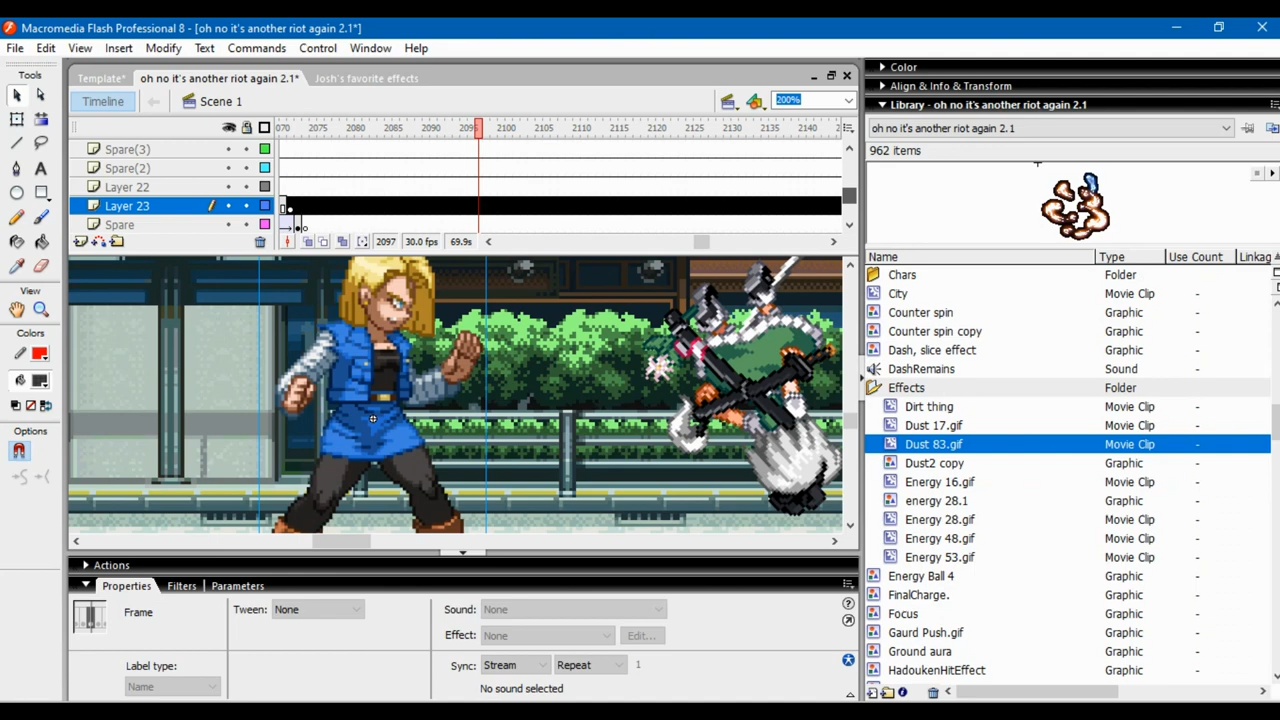 Macromedia Flash Professional 8 - [oh no it's another riot again 2.1*]
File Edit View Insert Modify Text Commands Control Window Help
Tools
View
Colors
Options
Template* oh no it's another riot again 2.1* Josh's favorite effects
Timeline Scene 1 200%
070 2075 2080 2085 2090 2095 2100 2105 2110 2115 2120 2125 2130 2135 2140
Spare(3)
Spare(2)
Layer 22
Layer 23
Spare
2097 30.0 fps 69.9s
Actions
Properties Filters Parameters
Frame
Tween: None
Label type:
Name
Sound: None
Effect: None Edit...
Sync: Stream Repeat 1
No sound selected
Color
Align & Info & Transform
Library - oh no it's another riot again 2.1
oh no it's another riot again 2.1
962 items
Name Type Use Count Linkag
Chars Folder
City Movie Clip -
Counter spin Graphic -
Counter spin copy Graphic -
Dash, slice effect Graphic -
DashRemains Sound -
Effects Folder
Dirt thing Movie Clip -
Dust 17.gif Movie Clip -
Dust 83.gif Movie Clip -
Dust2 copy Graphic -
Energy 16.gif Movie Clip -
energy 28.1 Graphic -
Energy 28.gif Movie Clip -
Energy 48.gif Movie Clip -
Energy 53.gif Movie Clip -
Energy Ball 4 Graphic -
FinalCharge. Graphic -
Focus Graphic -
Gaurd Push.gif Graphic -
Ground aura Graphic -
HadoukenHitEffect Graphic -